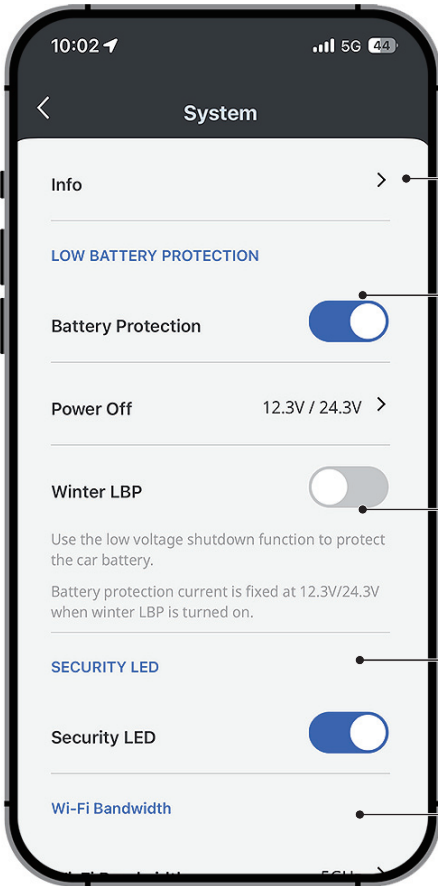 10:02
5G 44
System
Info
LOW BATTERY PROTECTION
Battery Protection
Power Off 12.3V / 24.3V
Winter LBP
Use the low voltage shutdown function to protect
the car battery.
Battery protection current is fixed at 12.3V/24.3V
when winter LBP is turned on.
SECURITY LED
Security LED
Wi-Fi Bandwidth